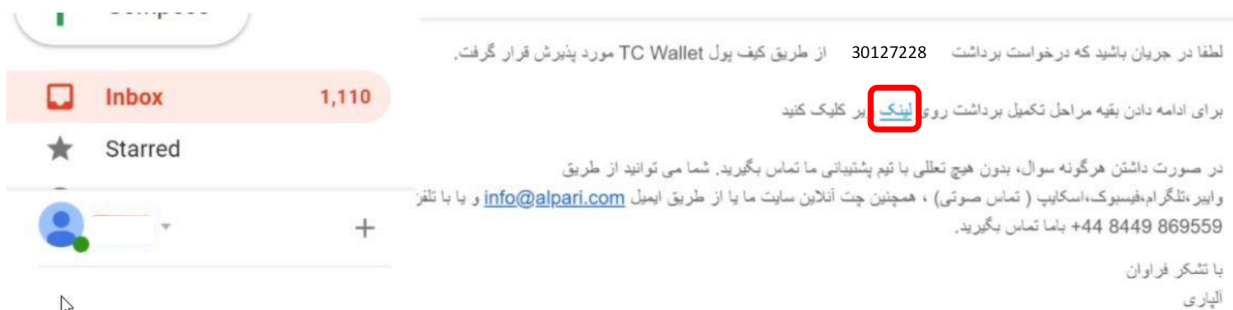 Inbox 1,110
Starred
لطفا در جریان باشید که درخواست برداشت 30127228 از طریق کیف پول TC Wallet مورد پذیرش قرار گرفت.
برای ادامه دادن بقیه مراحل تکمیل برداشت روی لینک زیر کلیک کنید
در صورت داشتن هرگونه سوال، بدون هیچ تعللی با تیم پشتیبانی ما تماس بگیرید. شما می توانید از طریق
وایبر،تلگرام،فیسبوک،اسکایپ ( تماس صوتی) ، همچنین چت آنلاین سایت ما یا از طریق ایمیل info@alpari.com و یا با تلفن
+44 8449 869559 باما تماس بگیرید.
با تشکر فراوان
آلپاری